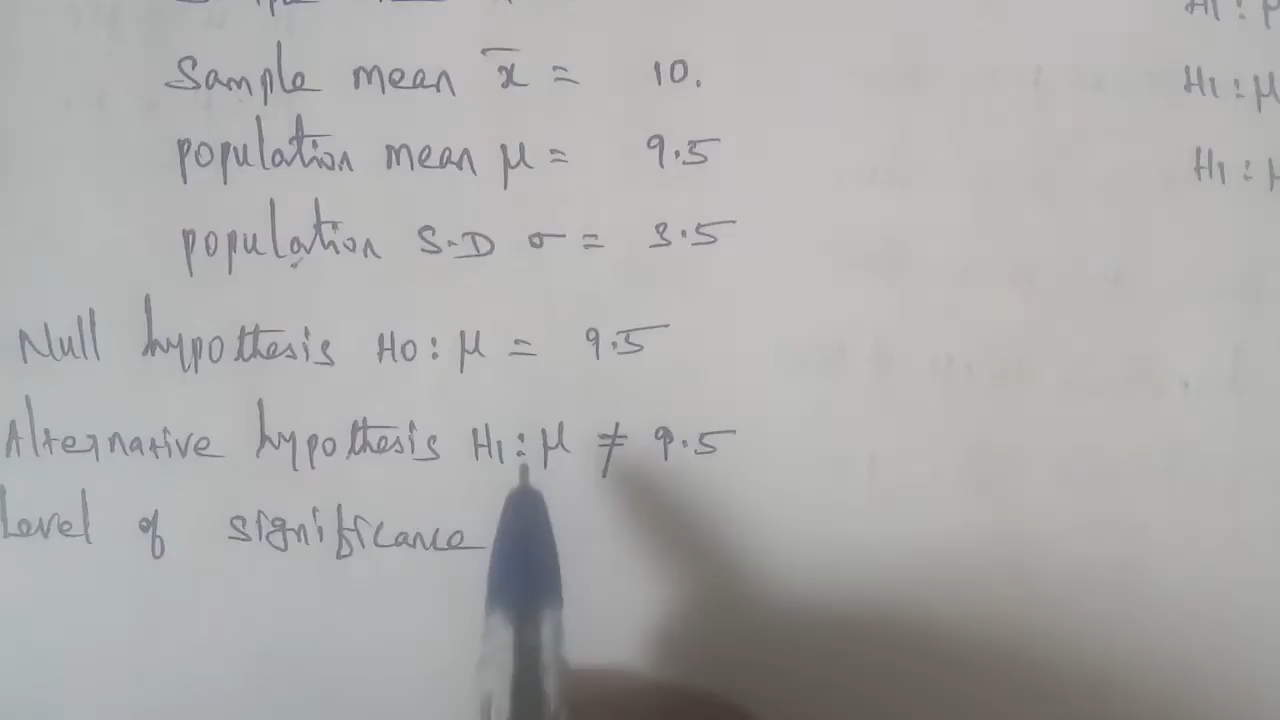 Sample mean x̄ = 10.
population mean μ = 9.5
population S.D σ = 3.5
Null hypothesis H0 : μ = 9.5
Alternative hypothesis H1 : μ ≠ 9.5
Level of significance
H1 : μ
H1 : μ
H1 : μ